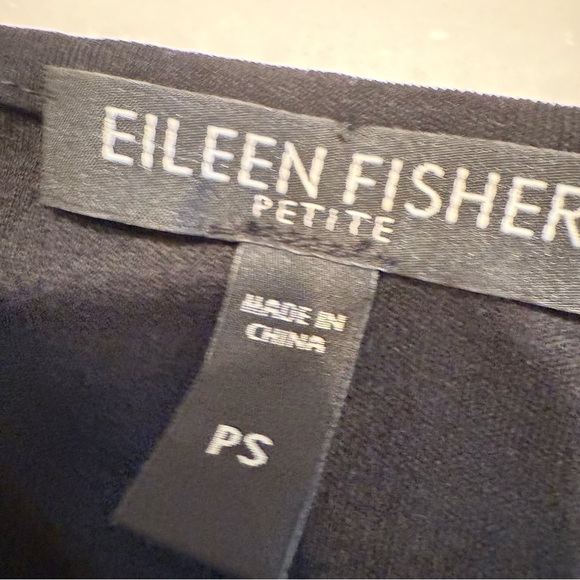 EILEEN FISHER
PETITE
MADE IN
CHINA
PS